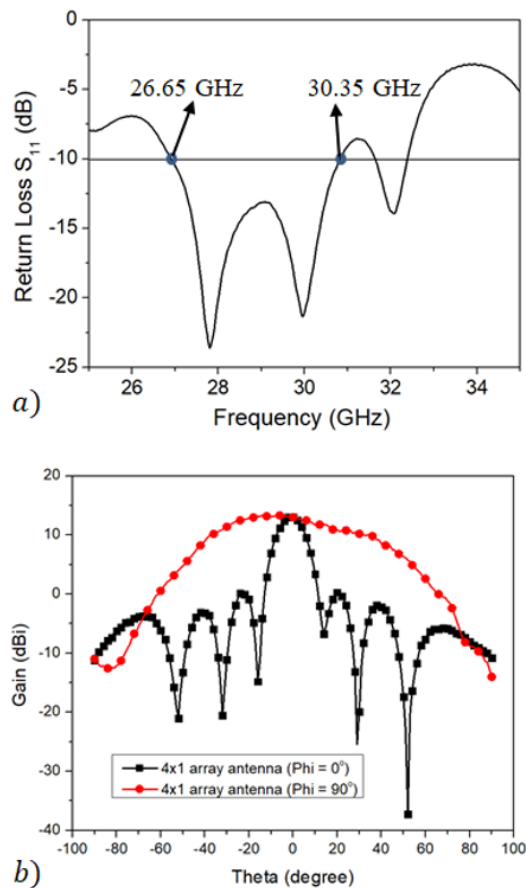 0
26.65 GHz 30.35 GHz
-5
-10
-15
-20
-25
Return Loss S11 (dB)
26 28 30 32 34
Frequency (GHz)
a)
20
10
0
-10
-20
-30
-40
Gain (dBi)
4x1 array antenna (Phi = 0°)
4x1 array antenna (Phi = 90°)
-100 -80 -60 -40 -20 0 20 40 60 80 100
Theta (degree)
b)